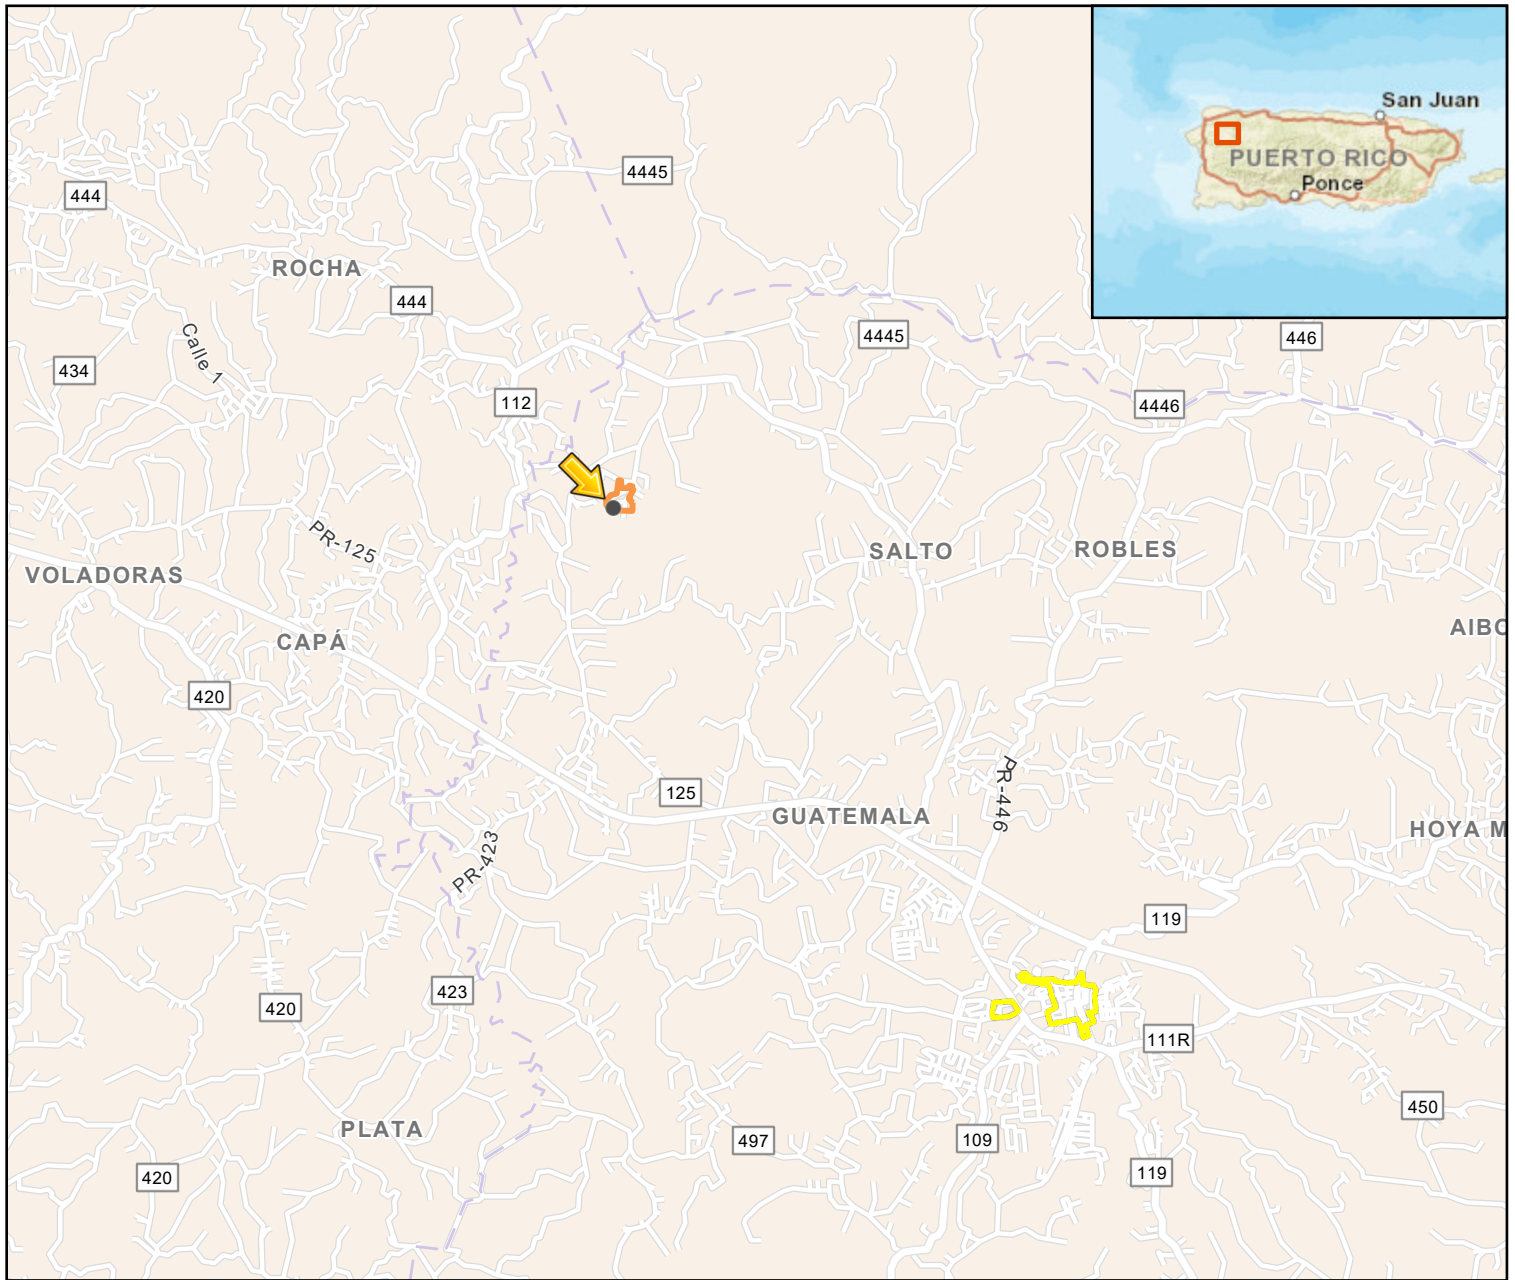 San Juan
PUERTO RICO
Ponce
4445
444
ROCHA
444
4445
446
Calle 1
434
112
4446
PR-125
SALTO
ROBLES
VOLADORAS
CAPÁ
AIBO
420
PR-446
125
GUATEMALA
HOYA M
PR-423
119
423
420
111R
450
PLATA
497
109
420
119